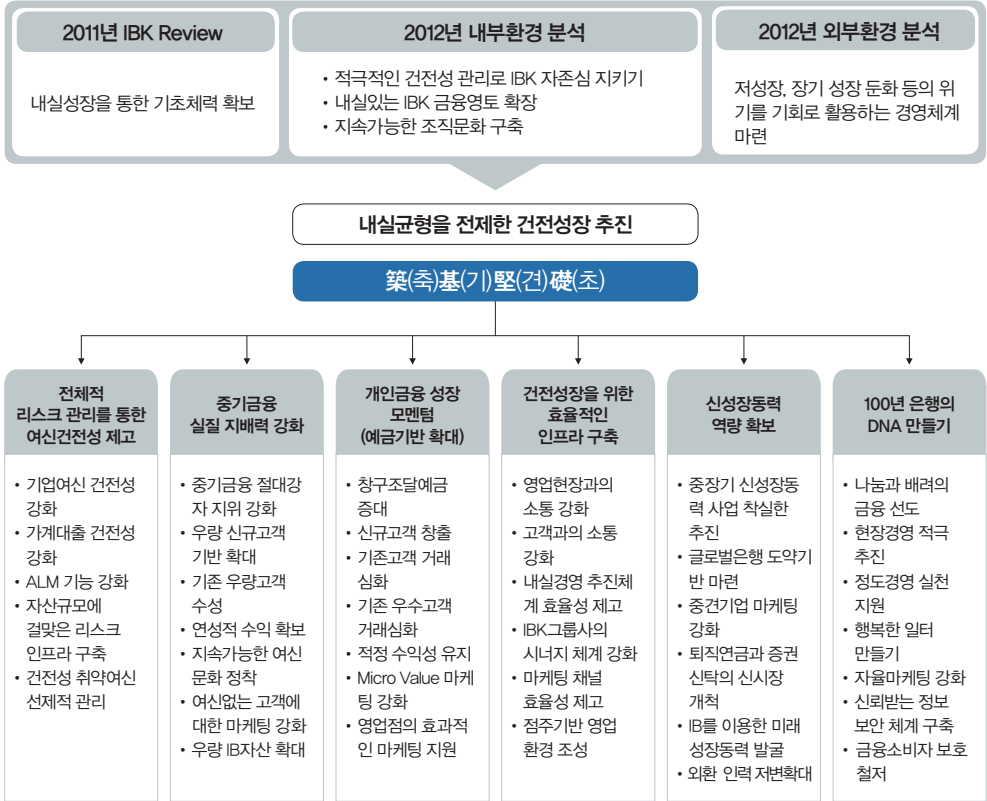 2011년 IBK Review
내실성장을 통한 기초체력 확보
2012년 내부환경 분석
• 적극적인 건전성 관리로 IBK 자존심 지키기
• 내실있는 IBK 금융영토 확장
• 지속가능한 조직문화 구축
2012년 외부환경 분석
저성장, 장기 성장 둔화 등의 위
기를 기회로 활용하는 경영체계
마련
내실균형을 전제한 건전성장 추진
築(축)基(기)堅(견)礎(초)
전체적
리스크 관리를 통한
여신건전성 제고
• 기업여신 건전성
강화
• 가계대출 건전성
강화
• ALM 기능 강화
• 자산규모에
걸맞은 리스크
인프라 구축
• 건전성 취약여신
선제적 관리
중기금융
실질 지배력 강화
• 중기금융 절대강
자 지위 강화
• 우량 신규고객
기반 확대
• 기존 우량고객
수성
• 연성적 수익 확보
• 지속가능한 여신
문화 정착
• 여신없는 고객에
대한 마케팅 강화
• 우량 IB자산 확대
개인금융 성장
모멘텀
(예금기반 확대)
• 창구조달예금
증대
• 신규고객 창출
• 기존고객 거래
심화
• 기존 우수고객
거래심화
• 적정 수익성 유지
• Micro Value 마케
팅 강화
• 영업점의 효과적
인 마케팅 지원
건전성장을 위한
효율적인
인프라 구축
• 영업현장과의
소통 강화
• 고객과의 소통
강화
• 내실경영 추진체
계 효율성 제고
• IBK그룹사의
시너지 체계 강화
• 마케팅 채널
효율성 제고
• 점주기반 영업
환경 조성
신성장동력
역량 확보
• 중장기 신성장동
력 사업 착실한
추진
• 글로벌은행 도약기
반 마련
• 중견기업 마케팅
강화
• 퇴직연금과 증권
신탁의 신시장
개척
• IB를 이용한 미래
성장동력 발굴
• 외환 인력 저변확대
100년 은행의
DNA 만들기
• 나눔과 배려의
금융 선도
• 현장경영 적극
추진
• 정도경영 실천
지원
• 행복한 일터
만들기
• 자율마케팅 강화
• 신뢰받는 정보
보안 체계 구축
• 금융소비자 보호
철저